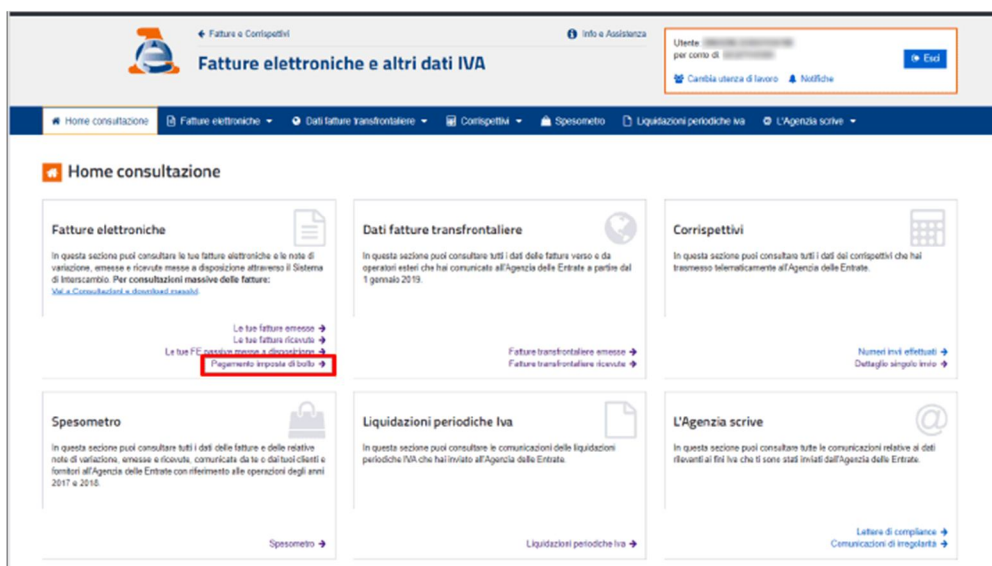 Fatture e Corrispettivi
Info e Assistenza
Fatture elettroniche e altri dati IVA
Utente
per conto di
Esci
Cambia utenza di lavoro Notifiche
Home consultazione Fatture elettroniche Dati fatture transfrontaliere Corrispettivi Spesometro Liquidazioni periodiche Iva L'Agenzia scrive
Home consultazione
Fatture elettroniche
In questa sezione puoi consultare le tue fatture elettroniche e le note di
variazione, emesse e ricevute messe a disposizione attraverso il Sistema
di Interscambio. Per consultazioni massive delle fatture:
Vai a Consultazioni e download massivi.
Le tue fatture emesse
Le tue fatture ricevute
Le tue FE passive messe a disposizione
Pagamento imposta di bollo
Dati fatture transfrontaliere
In questa sezione puoi consultare tutti i dati delle fatture verso e da
operatori esteri che hai comunicato all'Agenzia delle Entrate a partire dal
1 gennaio 2019.
Fatture transfrontaliere emesse
Fatture transfrontaliere ricevute
Corrispettivi
In questa sezione puoi consultare tutti i dati dei corrispettivi che hai
trasmesso telematicamente all'Agenzia delle Entrate.
Numeri invii effettuati
Dettaglio singolo invio
Spesometro
In questa sezione puoi consultare tutti i dati delle fatture e delle relative
note di variazione, emesse e ricevute, comunicate da te o dai tuoi clienti e
fornitori all'Agenzia delle Entrate con riferimento alle operazioni degli anni
2017 e 2018.
Spesometro
Liquidazioni periodiche Iva
In questa sezione puoi consultare le comunicazioni delle liquidazioni
periodiche IVA che hai inviato all'Agenzia delle Entrate.
Liquidazioni periodiche Iva
L'Agenzia scrive
@
In questa sezione puoi consultare tutte le comunicazioni relative ai dati
rilevanti ai fini Iva che ti sono stati inviati dall'Agenzia delle Entrate.
Lettere di compliance
Comunicazioni di irregolarità